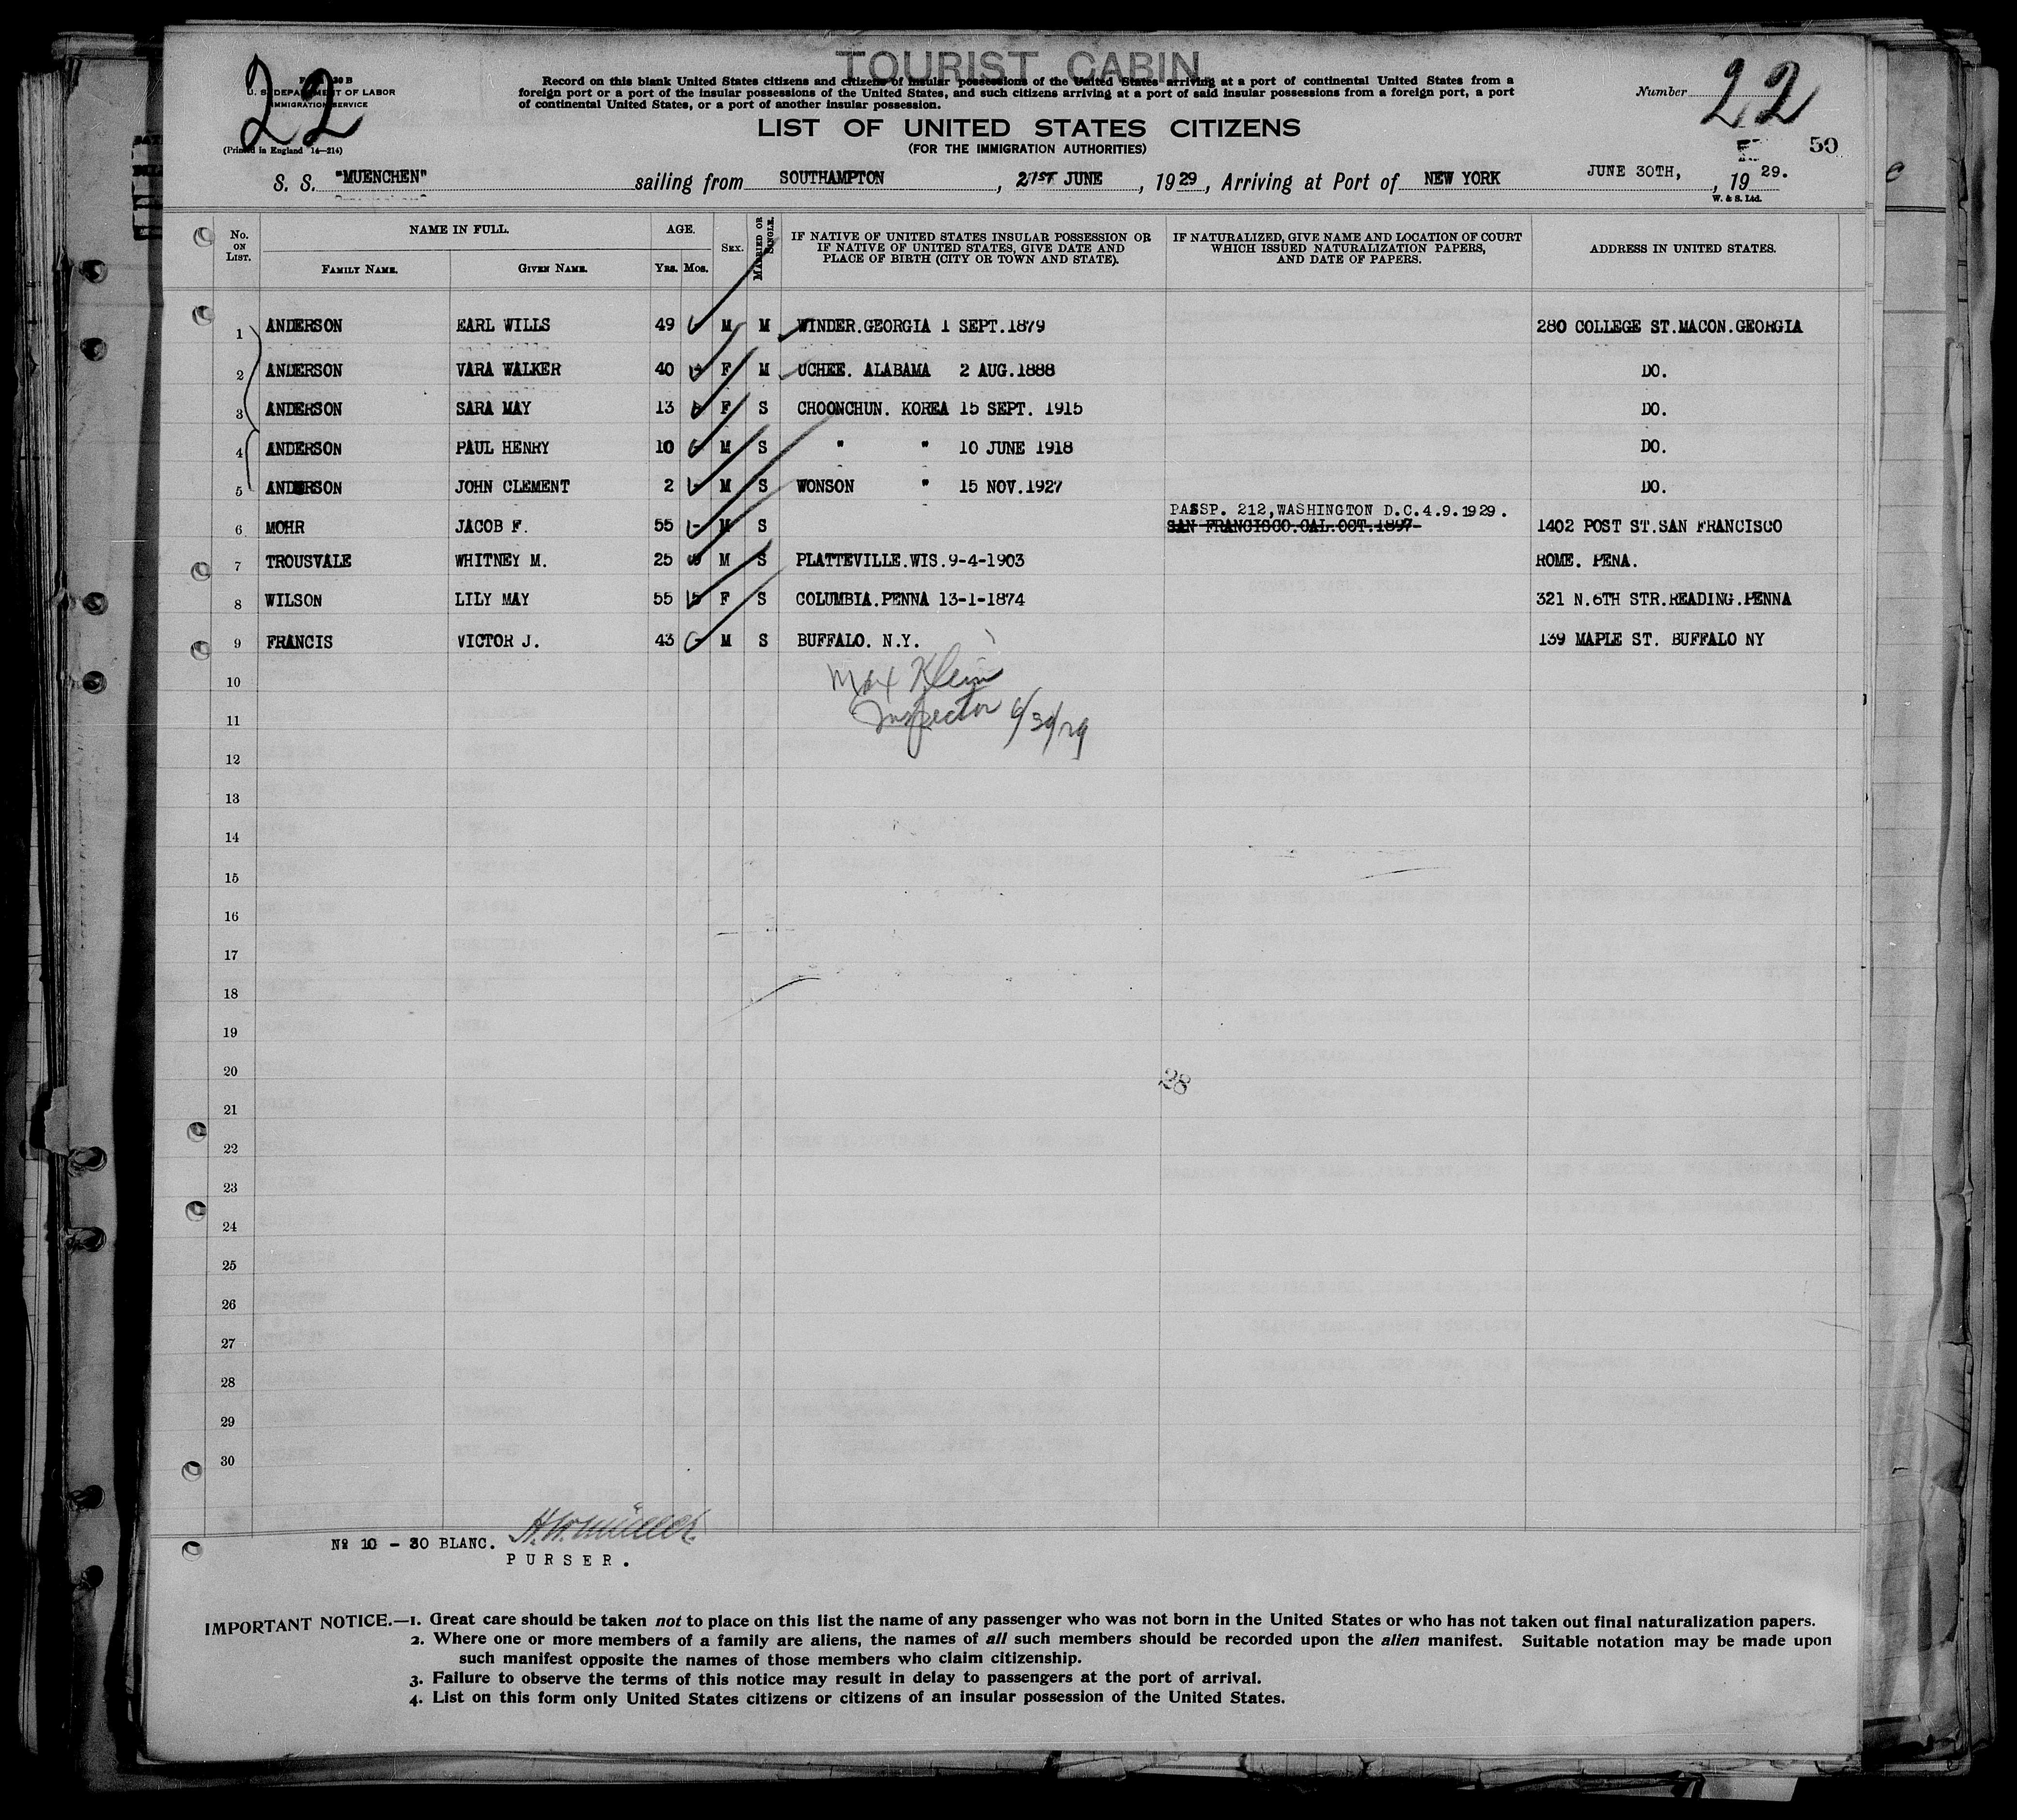 TOURIST CABIN
22
U. S. DEPARTMENT OF LABOR
IMMIGRATION SERVICE
(Printed in England 14—214)
Record on this blank United States citizens and citizens of insular possessions of the United States arriving at a port of continental United States from a
foreign port or a port of the insular possessions of the United States, and such citizens arriving at a port of said insular possessions from a foreign port, a port
of continental United States, or a port of another insular possession.
Number 22
LIST OF UNITED STATES CITIZENS
(FOR THE IMMIGRATION AUTHORITIES)
50
S. S. "MUENCHEN" sailing from SOUTHAMPTON, 21ST JUNE, 1929, Arriving at Port of NEW YORK JUNE 30TH, , 1929.
W. & S. Ltd.
No. ON LIST. NAME IN FULL. FAMILY NAME. GIVEN NAME. AGE. YRS. MOS. SEX. MARRIED OR SINGLE. IF NATIVE OF UNITED STATES INSULAR POSSESSION OR IF NATIVE OF UNITED STATES, GIVE DATE AND PLACE OF BIRTH (CITY OR TOWN AND STATE). IF NATURALIZED, GIVE NAME AND LOCATION OF COURT WHICH ISSUED NATURALIZATION PAPERS, AND DATE OF PAPERS. ADDRESS IN UNITED STATES.
1 ANDERSON EARL WILLS 49 M M WINDER.GEORGIA 1 SEPT.1879 280 COLLEGE ST.MACON.GEORGIA
2 ANDERSON VARA WALKER 40 F M UCHEE. ALABAMA 2 AUG.1888 DO.
3 ANDERSON SARA MAY 13 F S CHOONCHUN. KOREA 15 SEPT. 1915 DO.
4 ANDERSON PAUL HENRY 10 M S " " 10 JUNE 1918 DO.
5 ANDERSON JOHN CLEMENT 2 M S WONSON " 15 NOV.1927 DO.
PASSP. 212,WASHINGTON D.C.4.9.1929.
6 MOHR JACOB F. 55 M S SAN FRANCISCO.CAL.OCT.1897- 1402 POST ST.SAN FRANCISCO
7 TROUSVALE WHITNEY M. 25 M S PLATTEVILLE.WIS.9-4-1903 ROME. PENA.
8 WILSON LILY MAY 55 F S COLUMBIA.PENNA 13-1-1874 321 N.6TH STR.READING.PENNA
9 FRANCIS VICTOR J. 43 M S BUFFALO. N.Y. 139 MAPLE ST. BUFFALO NY
10
Max Klein
11
Inspector 6/30/29
12
13
14
15
16
17
18
19
20
28
21
22
23
24
25
26
27
28
29
30
Nº 10 - 30 BLANC.
PURSER.
IMPORTANT NOTICE.—1. Great care should be taken not to place on this list the name of any passenger who was not born in the United States or who has not taken out final naturalization papers.
2. Where one or more members of a family are aliens, the names of all such members should be recorded upon the alien manifest. Suitable notation may be made upon
such manifest opposite the names of those members who claim citizenship.
3. Failure to observe the terms of this notice may result in delay to passengers at the port of arrival.
4. List on this form only United States citizens or citizens of an insular possession of the United States.